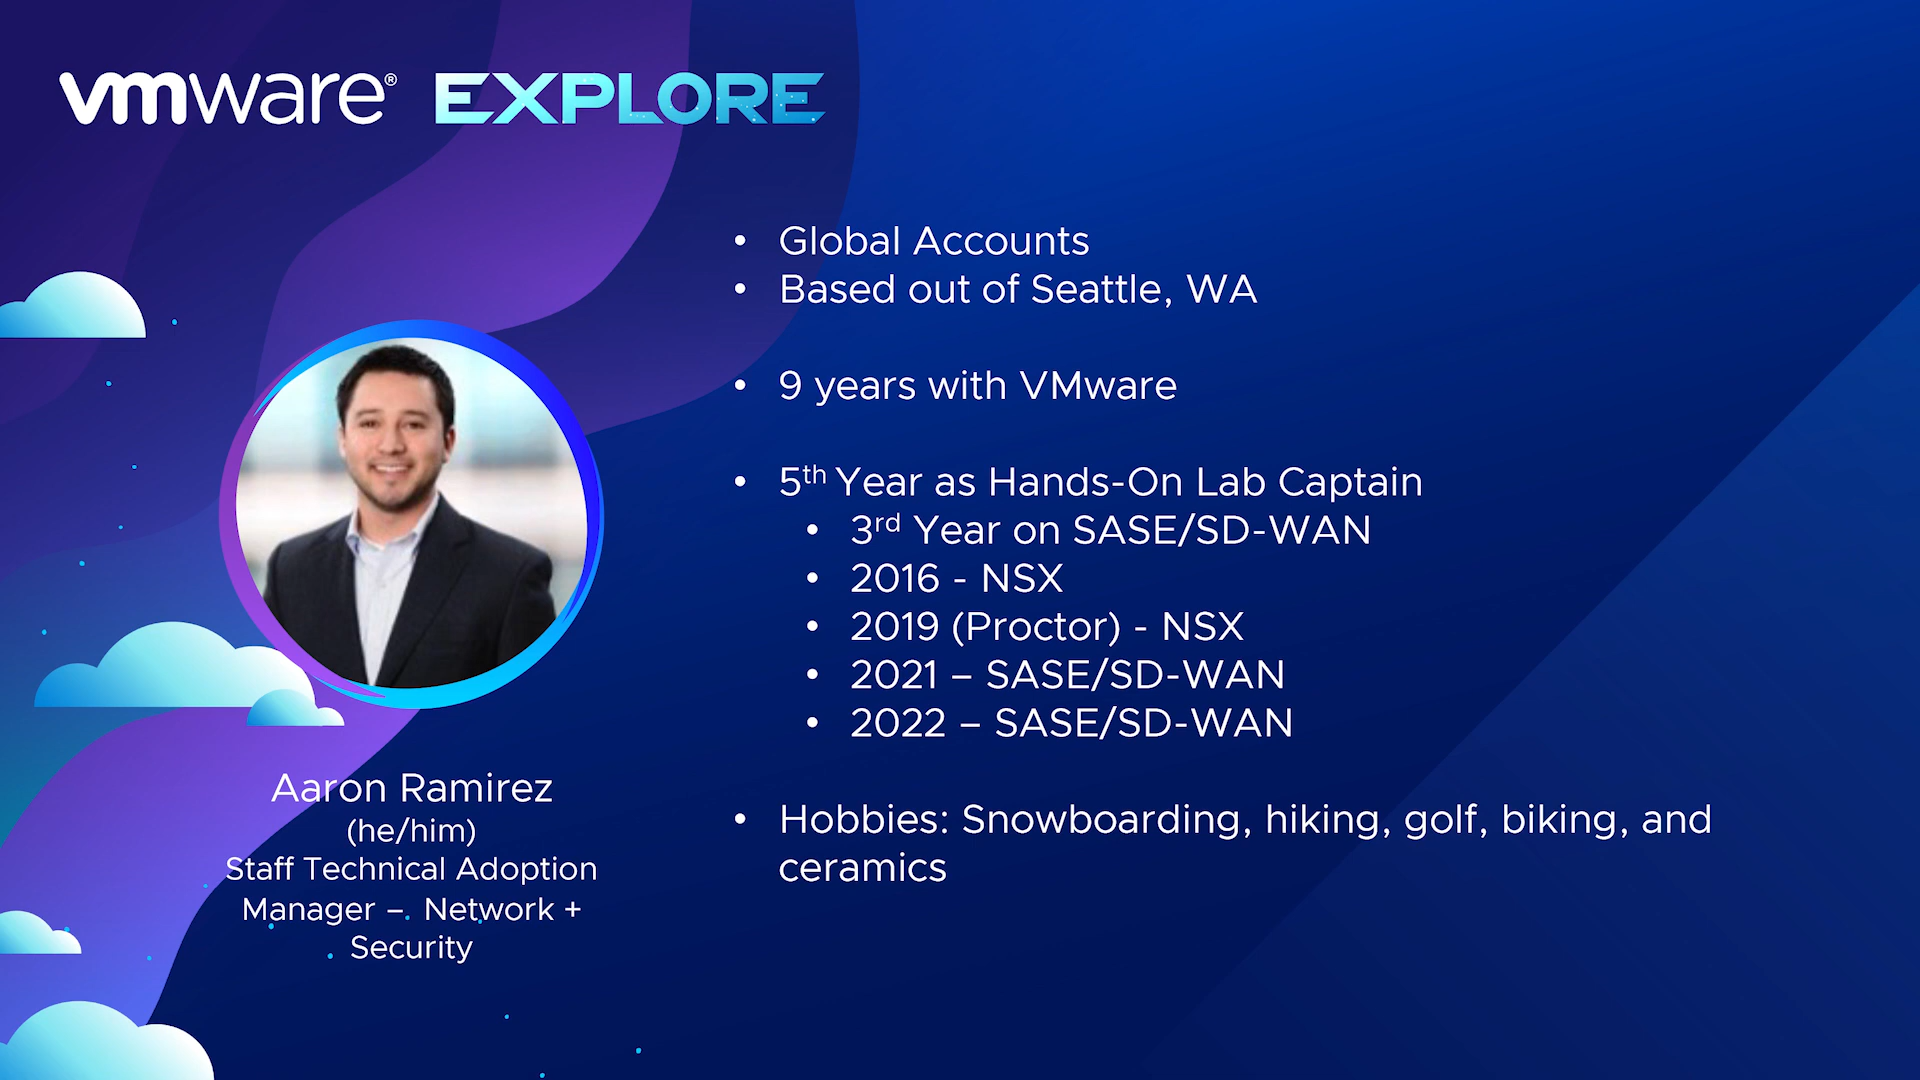 vmware® EXPLORE
• Global Accounts
• Based out of Seattle, WA
• 9 years with VMware
• 5th Year as Hands-On Lab Captain
• 3rd Year on SASE/SD-WAN
• 2016 - NSX
• 2019 (Proctor) - NSX
• 2021 – SASE/SD-WAN
• 2022 – SASE/SD-WAN
• Hobbies: Snowboarding, hiking, golf, biking, and
ceramics
Aaron Ramirez
(he/him)
Staff Technical Adoption
Manager – Network +
Security